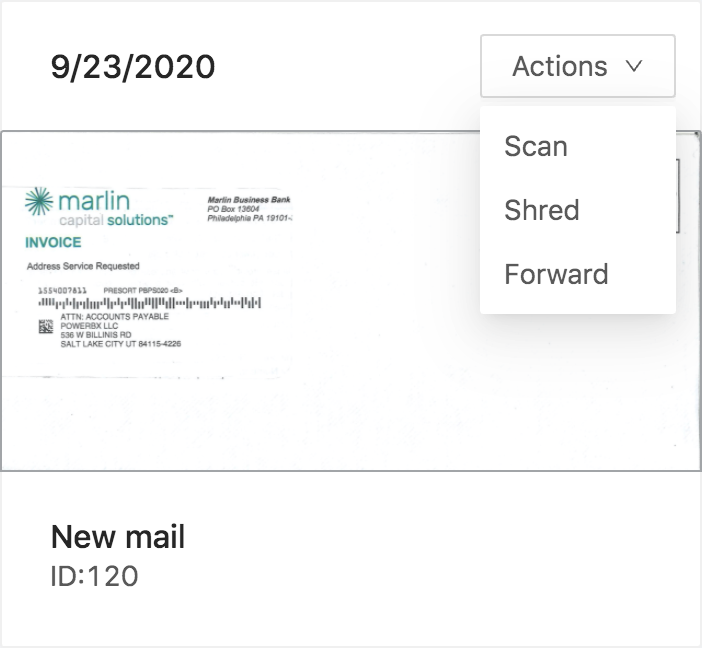 9/23/2020
Actions
Scan
Shred
Forward
marlin
capital solutions™
Marlin Business Bank
PO Box 13604
Philadelphia PA 19101-
INVOICE
Address Service Requested
1554007811 PRESORT PBPS020 <B>
ATTN: ACCOUNTS PAYABLE
POWERBX LLC
536 W BILLINIS RD
SALT LAKE CITY UT 84115-4226
New mail
ID:120